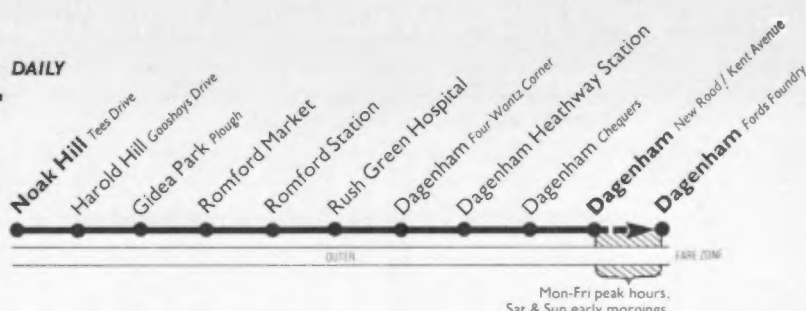 DAILY
Noak Hill Tees Drive
Harold Hill Gooshays Drive
Gidea Park Plough
Romford Market
Romford Station
Rush Green Hospital
Dagenham Four Wantz Corner
Dagenham Heathway Station
Dagenham Chequers
Dagenham New Road / Kent Avenue
Dagenham Fords Foundry
OUTER
FARE ZONE
Mon-Fri peak hours,
Sat & Sun early mornings